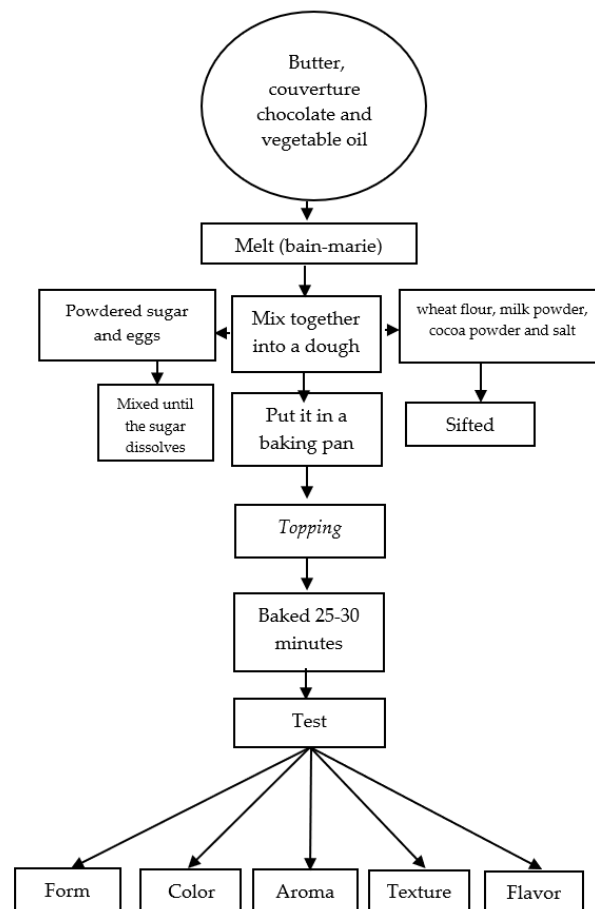 Butter,
couverture
chocolate and
vegetable oil
Melt (bain-marie)
Powdered sugar
and eggs
Mix together
into a dough
wheat flour, milk powder,
cocoa powder and salt
Mixed until
the sugar
dissolves
Put it in a
baking pan
Sifted
Topping
Baked 25-30
minutes
Test
Form
Color
Aroma
Texture
Flavor